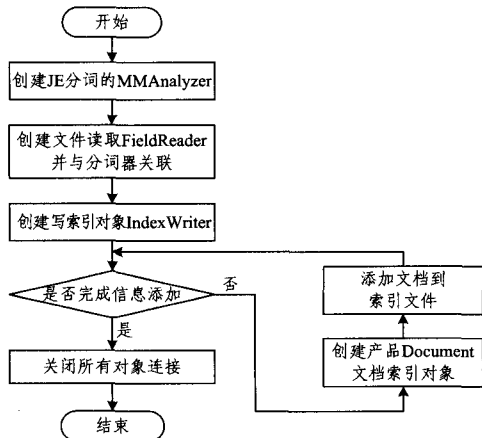 开始
创建JE分词的MMAnalyzer
创建文件读取FieldReader
并与分词器关联
创建写索引对象IndexWriter
是否完成信息添加
否
是
关闭所有对象连接
结束
添加文档到
索引文件
创建产品Document
文档索引对象